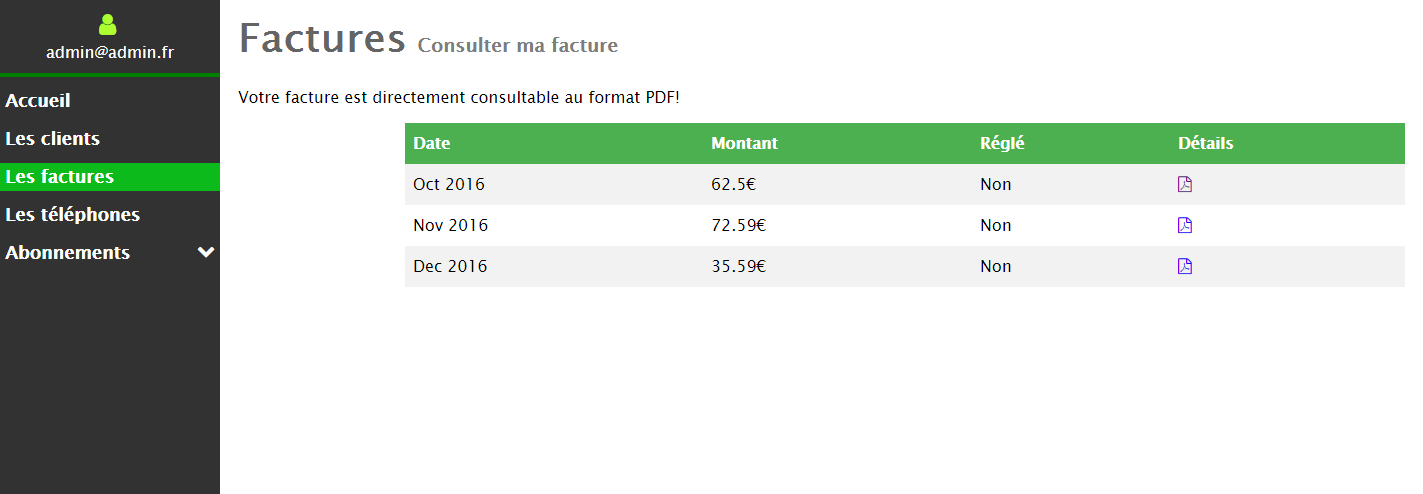 admin@admin.fr
Accueil
Les clients
Les factures
Les téléphones
Abonnements
Factures Consulter ma facture
Votre facture est directement consultable au format PDF!
Date Montant Réglé Détails
Oct 2016 62.5€ Non
Nov 2016 72.59€ Non
Dec 2016 35.59€ Non